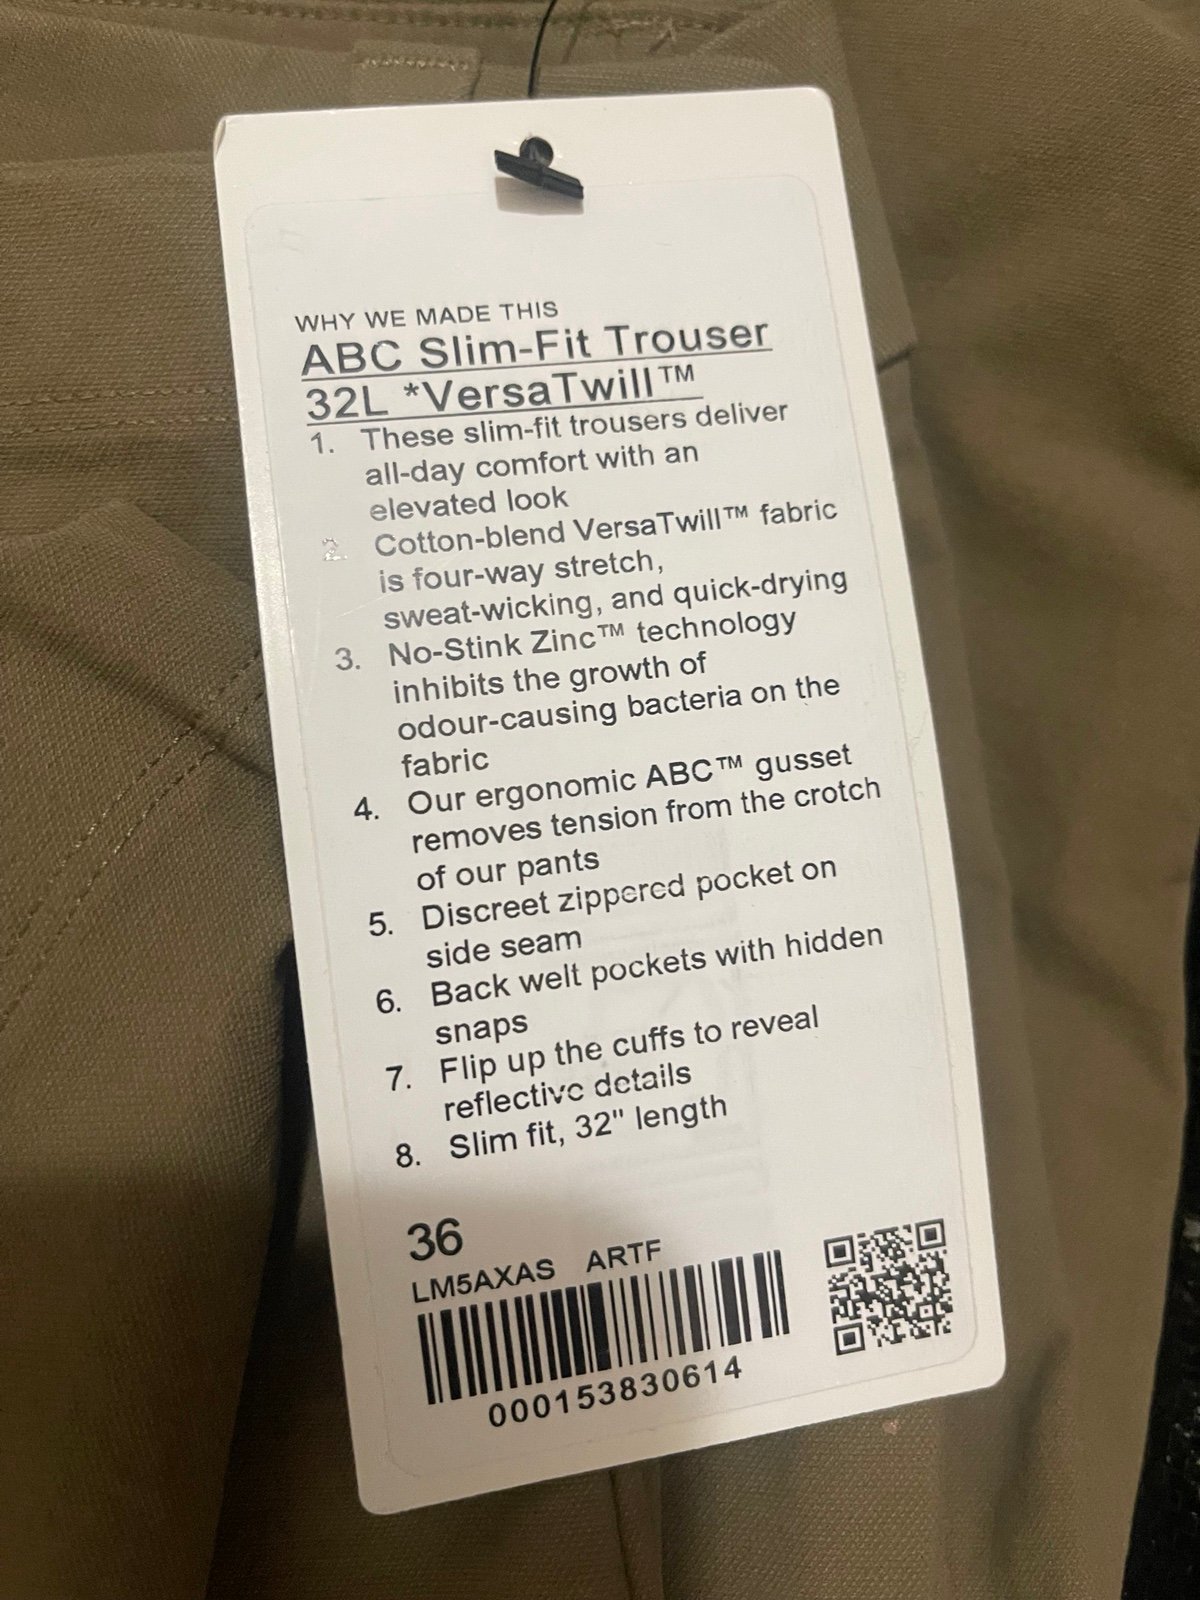 WHY WE MADE THIS
ABC Slim-Fit Trouser
32L *VersaTwill™
1. These slim-fit trousers deliver
all-day comfort with an
elevated look
2. Cotton-blend VersaTwill™ fabric
is four-way stretch,
sweat-wicking, and quick-drying
3. No-Stink Zinc™ technology
inhibits the growth of
odour-causing bacteria on the
fabric
4. Our ergonomic ABC™ gusset
removes tension from the crotch
of our pants
5. Discreet zippered pocket on
side seam
6. Back welt pockets with hidden
snaps
7. Flip up the cuffs to reveal
reflective details
8. Slim fit, 32" length
36
LM5AXAS ARTF
000153830614